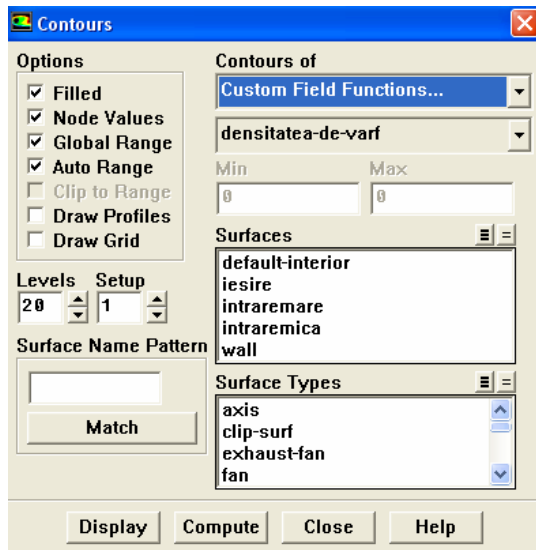 Contours
Options
Filled
Node Values
Global Range
Auto Range
Clip to Range
Draw Profiles
Draw Grid
Levels Setup
20 1
Surface Name Pattern
Match
Contours of
Custom Field Functions...
densitatea-de-varf
Min Max
0 0
Surfaces
default-interior
iesire
intraremare
intraremica
wall
Surface Types
axis
clip-surf
exhaust-fan
fan
Display Compute Close Help